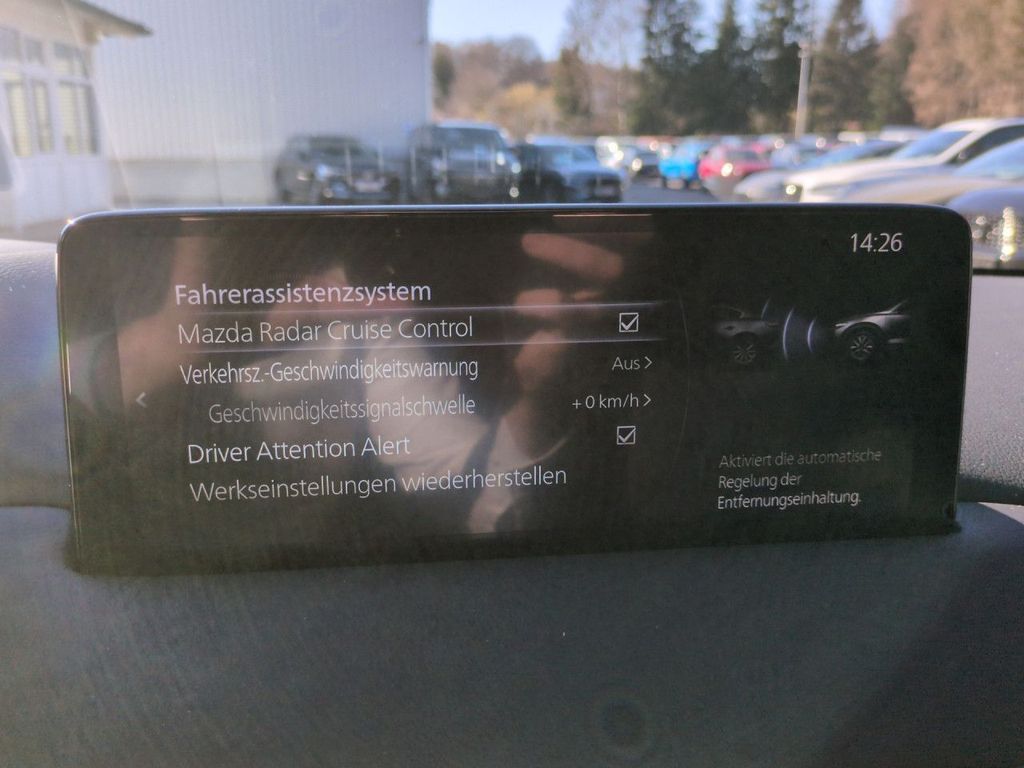 14:26
Fahrerassistenzsystem
Mazda Radar Cruise Control
Verkehrsz.-Geschwindigkeitswarnung Aus >
Geschwindigkeitssignalschwelle + 0 km/h >
Driver Attention Alert
Werkseinstellungen wiederherstellen
Aktiviert die automatische
Regelung der
Entfernungseinhaltung.